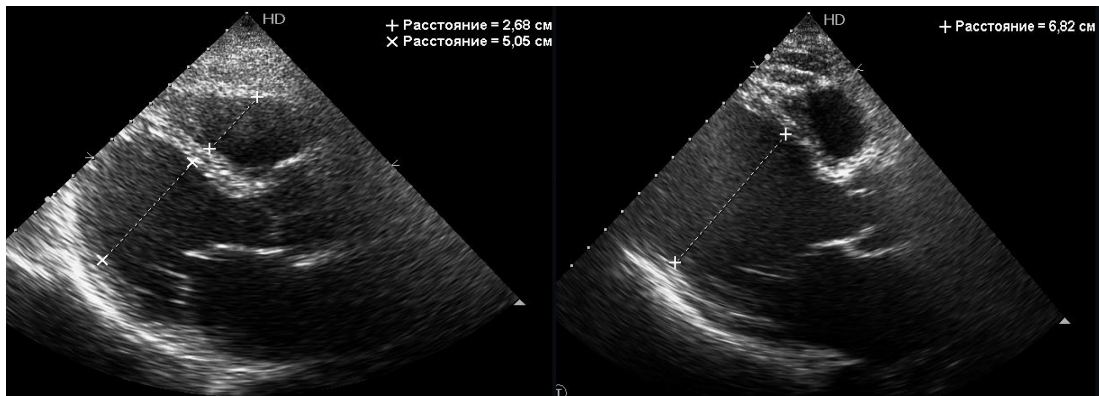 HD
+ Расстояние = 2,68 см
× Расстояние = 5,05 см
HD
+ Расстояние = 6,82 см